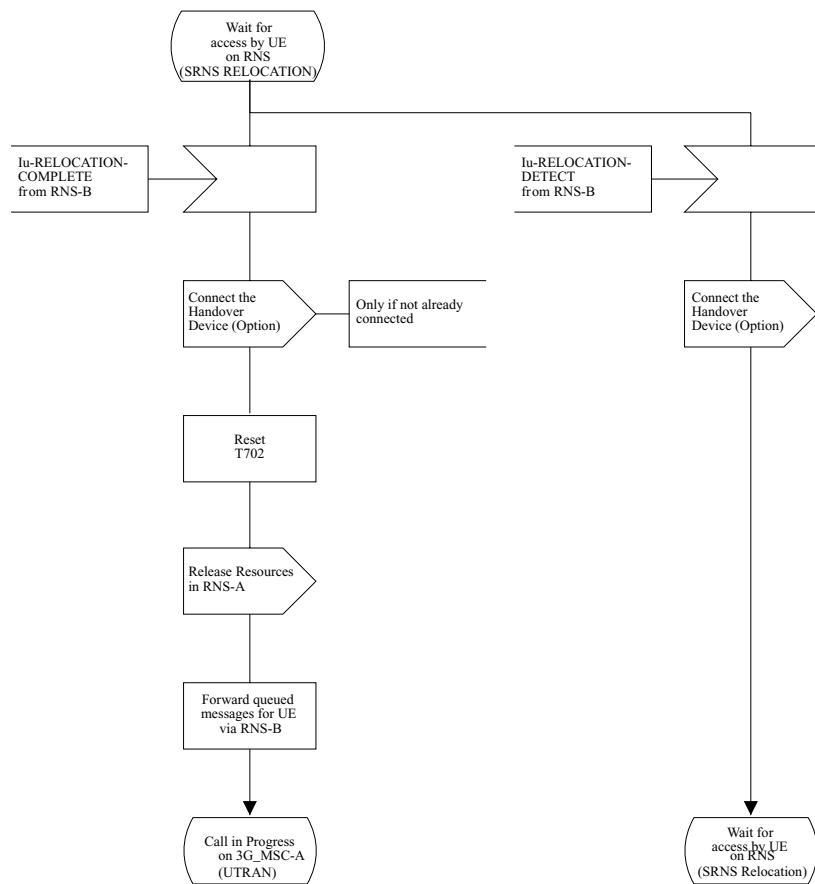 Wait for
access by UE
on RNS
(SRNS RELOCATION)
Iu-RELOCATION-
COMPLETE
from RNS-B
Iu-RELOCATION-
DETECT
from RNS-B
Connect the
Handover
Device (Option)
Only if not already
connected
Connect the
Handover
Device (Option)
Reset
T702
Release Resources
in RNS-A
Forward queued
messages for UE
via RNS-B
Call in Progress
on 3G_MSC-A
(UTRAN)
Wait for
access by UE
on RNS
(SRNS Relocation)